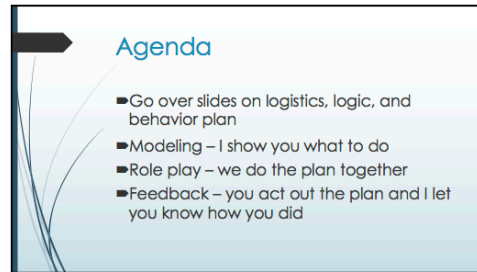 Agenda
Go over slides on logistics, logic, and
behavior plan
Modeling – I show you what to do
Role play – we do the plan together
Feedback – you act out the plan and I let
you know how you did